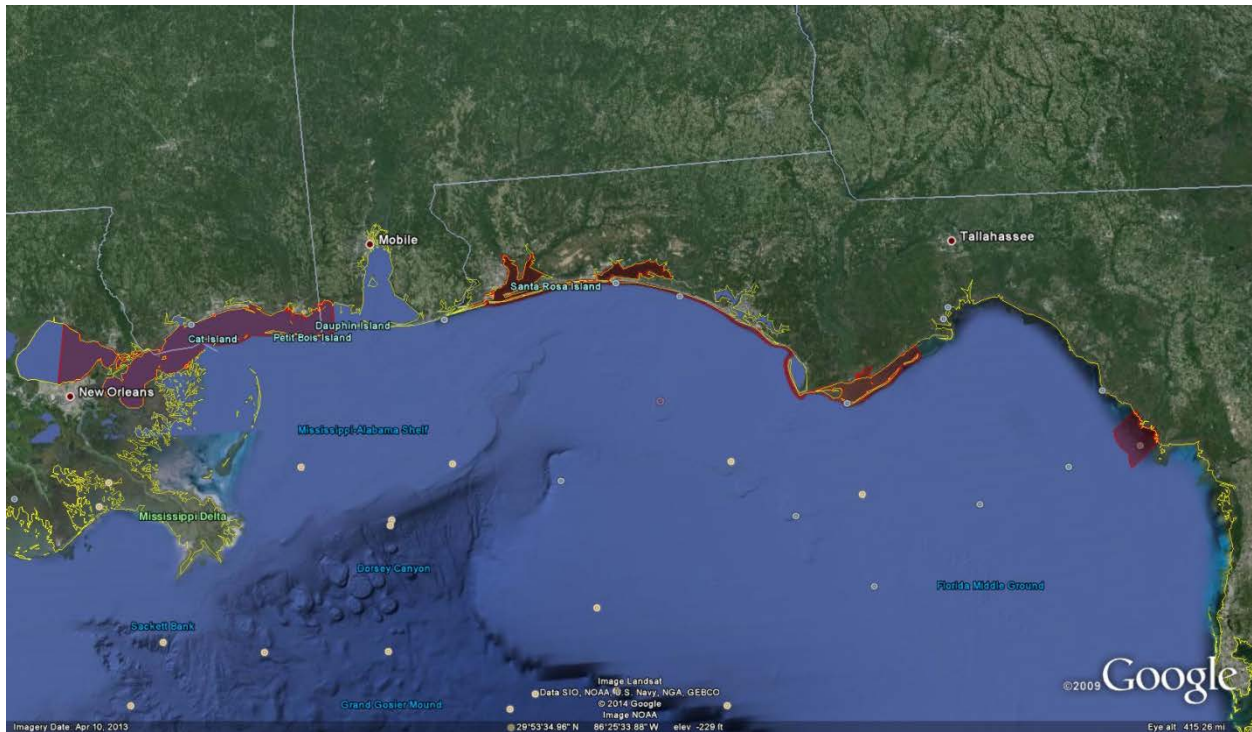 Mobile
Tallahassee
Santa Rosa Island
Dauphin Island
Cat Island
Petit Bois Island
New Orleans
Mississippi-Alabama Shelf
Mississippi Delta
Dorsey Canyon
Florida Middle Ground
Sackett Bank
Grand Gosier Mound
Image Landsat
Data SIO, NOAA, U.S. Navy, NGA, GEBCO
© 2014 Google
Image NOAA
©2009 Google
Imagery Date: Apr 10, 2013
29°53'34.96" N 86°25'33.88" W elev -229 ft
Eye alt 415.26 mi